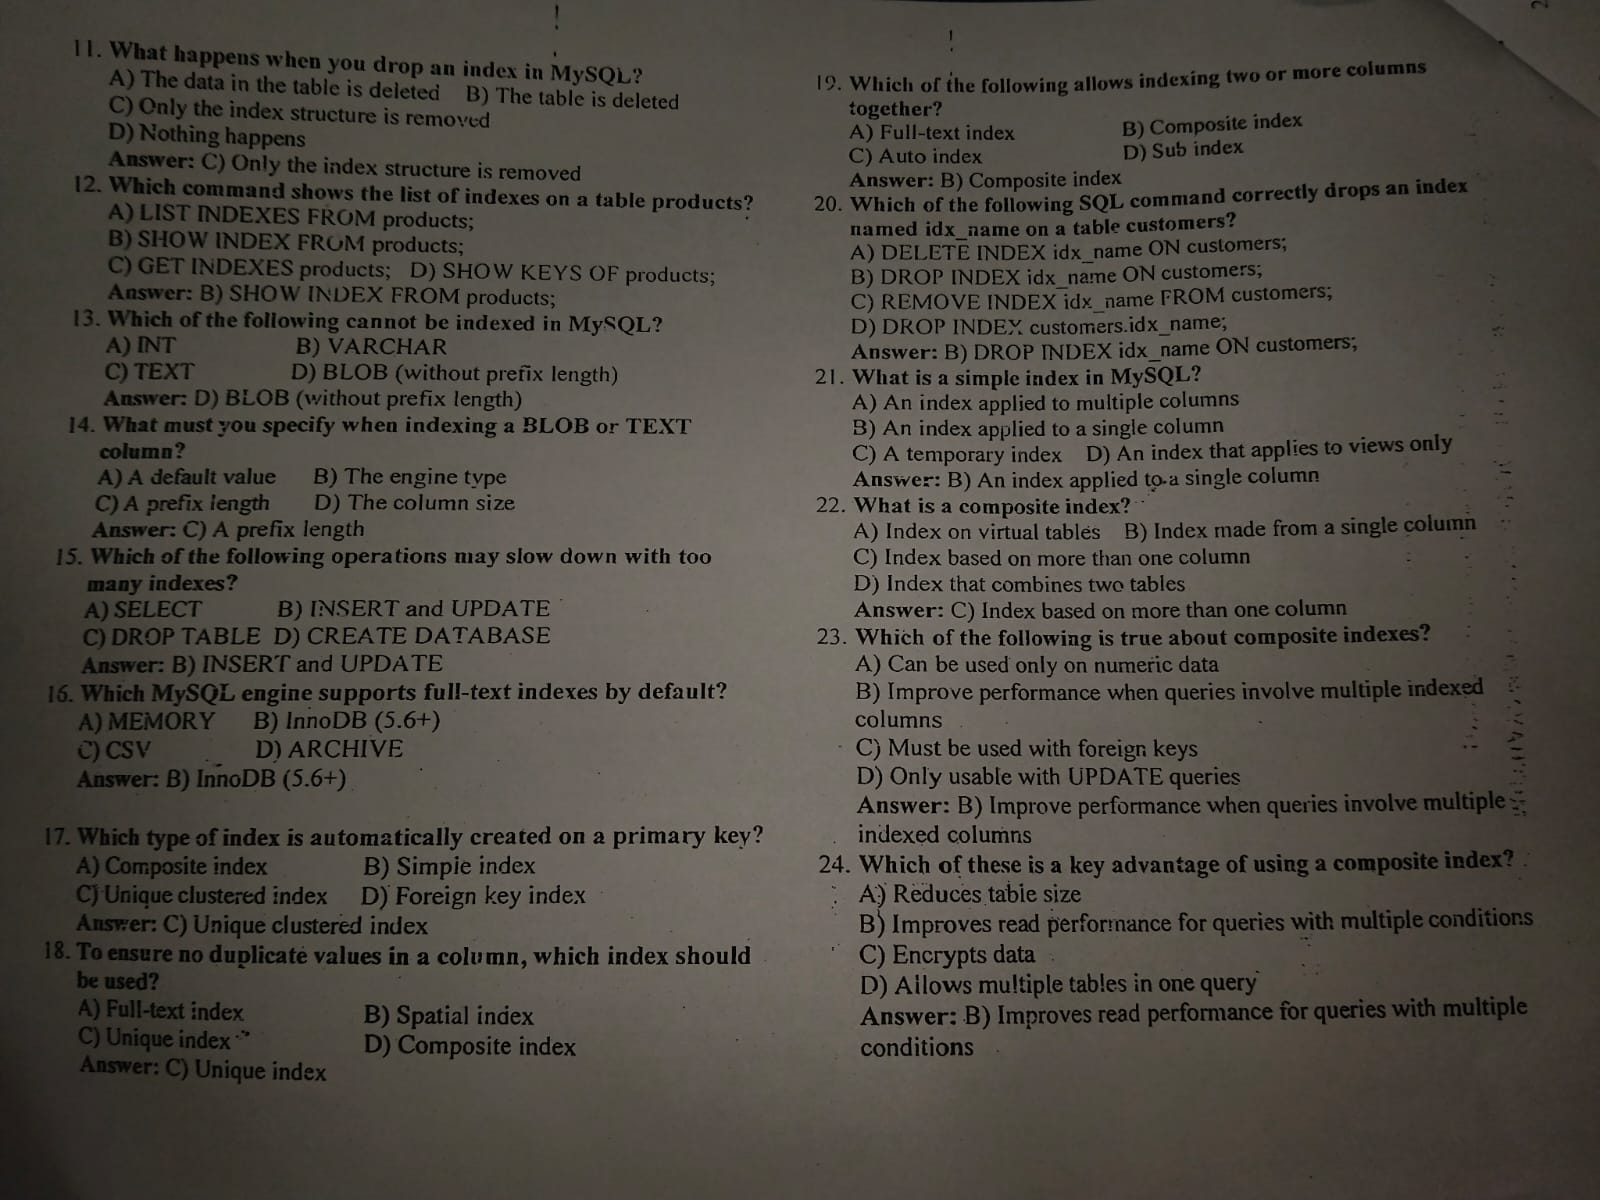 11. What happens when you drop an index in MySQL?
A) The data in the table is deleted B) The table is deleted
C) Only the index structure is removed
D) Nothing happens
Answer: C) Only the index structure is removed
12. Which command shows the list of indexes on a table products?
A) LIST INDEXES FROM products;
B) SHOW INDEX FROM products;
C) GET INDEXES products; D) SHOW KEYS OF products;
Answer: B) SHOW INDEX FROM products;
13. Which of the following cannot be indexed in MySQL?
A) INT B) VARCHAR
C) TEXT D) BLOB (without prefix length)
Answer: D) BLOB (without prefix length)
14. What must you specify when indexing a BLOB or TEXT
column?
A) A default value B) The engine type
C) A prefix length D) The column size
Answer: C) A prefix length
15. Which of the following operations may slow down with too
many indexes?
A) SELECT B) INSERT and UPDATE
C) DROP TABLE D) CREATE DATABASE
Answer: B) INSERT and UPDATE
16. Which MySQL engine supports full-text indexes by default?
A) MEMORY B) InnoDB (5.6+)
C) CSV D) ARCHIVE
Answer: B) InnoDB (5.6+)
17. Which type of index is automatically created on a primary key?
A) Composite index B) Simple index
C) Unique clustered index D) Foreign key index
Answer: C) Unique clustered index
18. To ensure no duplicate values in a column, which index should
be used?
A) Full-text index B) Spatial index
C) Unique index D) Composite index
Answer: C) Unique index
19. Which of the following allows indexing two or more columns
together?
A) Full-text index B) Composite index
C) Auto index D) Sub index
Answer: B) Composite index
20. Which of the following SQL command correctly drops an index
named idx_name on a table customers?
A) DELETE INDEX idx_name ON customers;
B) DROP INDEX idx_name ON customers;
C) REMOVE INDEX idx_name FROM customers;
D) DROP INDEX customers.idx_name;
Answer: B) DROP INDEX idx_name ON customers;
21. What is a simple index in MySQL?
A) An index applied to multiple columns
B) An index applied to a single column
C) A temporary index D) An index that applies to views only
Answer: B) An index applied to a single column
22. What is a composite index?
A) Index on virtual tables B) Index made from a single column
C) Index based on more than one column
D) Index that combines two tables
Answer: C) Index based on more than one column
23. Which of the following is true about composite indexes?
A) Can be used only on numeric data
B) Improve performance when queries involve multiple indexed
columns
C) Must be used with foreign keys
D) Only usable with UPDATE queries
Answer: B) Improve performance when queries involve multiple
indexed columns
24. Which of these is a key advantage of using a composite index?
A) Reduces table size
B) Improves read performance for queries with multiple conditions
C) Encrypts data
D) Allows multiple tables in one query
Answer: B) Improves read performance for queries with multiple
conditions